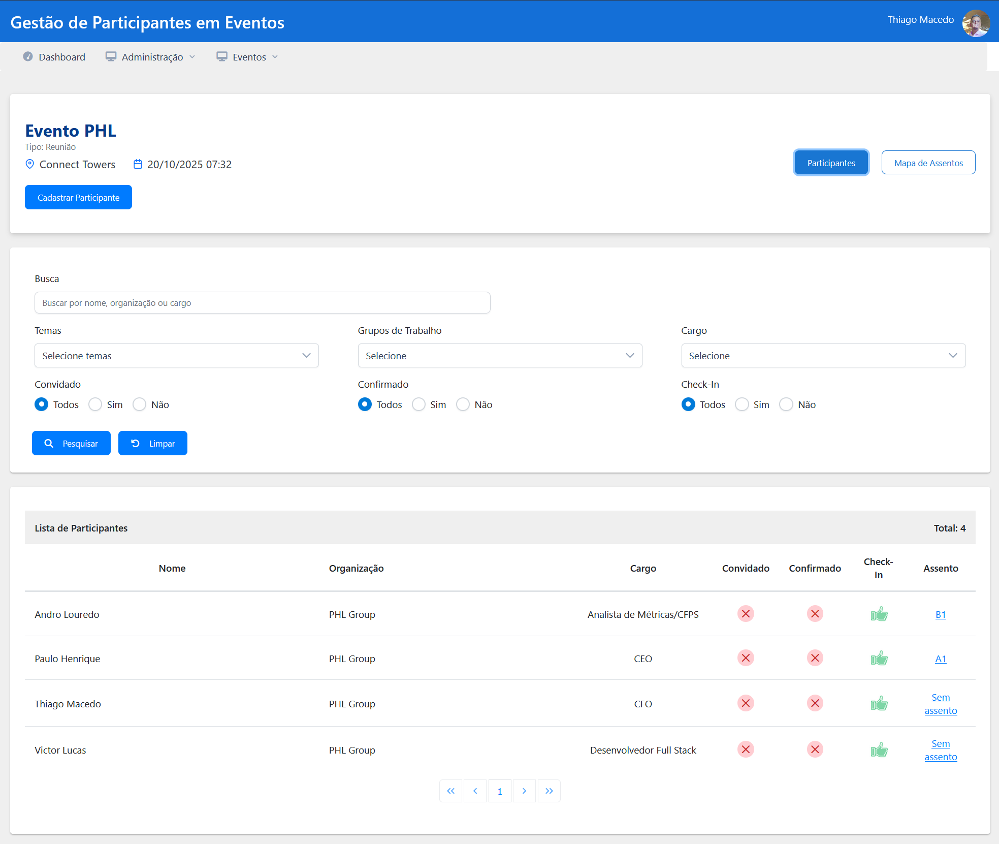 Gestão de Participantes em Eventos
Thiago Macedo
Dashboard
Administração
Eventos
Evento PHL
Tipo: Reunião
Connect Towers
20/10/2025 07:32
Participantes
Mapa de Assentos
Cadastrar Participante
Busca
Buscar por nome, organização ou cargo
Temas
Grupos de Trabalho
Cargo
Selecione temas
Selecione
Selecione
Convidado
Confirmado
Check-In
Todos Sim Não
Todos Sim Não
Todos Sim Não
Pesquisar
Limpar
Lista de Participantes
Total: 4
Nome
Organização
Cargo
Convidado
Confirmado
Check-
In
Assento
Andro Louredo
PHL Group
Analista de Métricas/CFPS
B1
Paulo Henrique
PHL Group
CEO
A1
Thiago Macedo
PHL Group
CFO
Sem
assento
Victor Lucas
PHL Group
Desenvolvedor Full Stack
Sem
assento
1